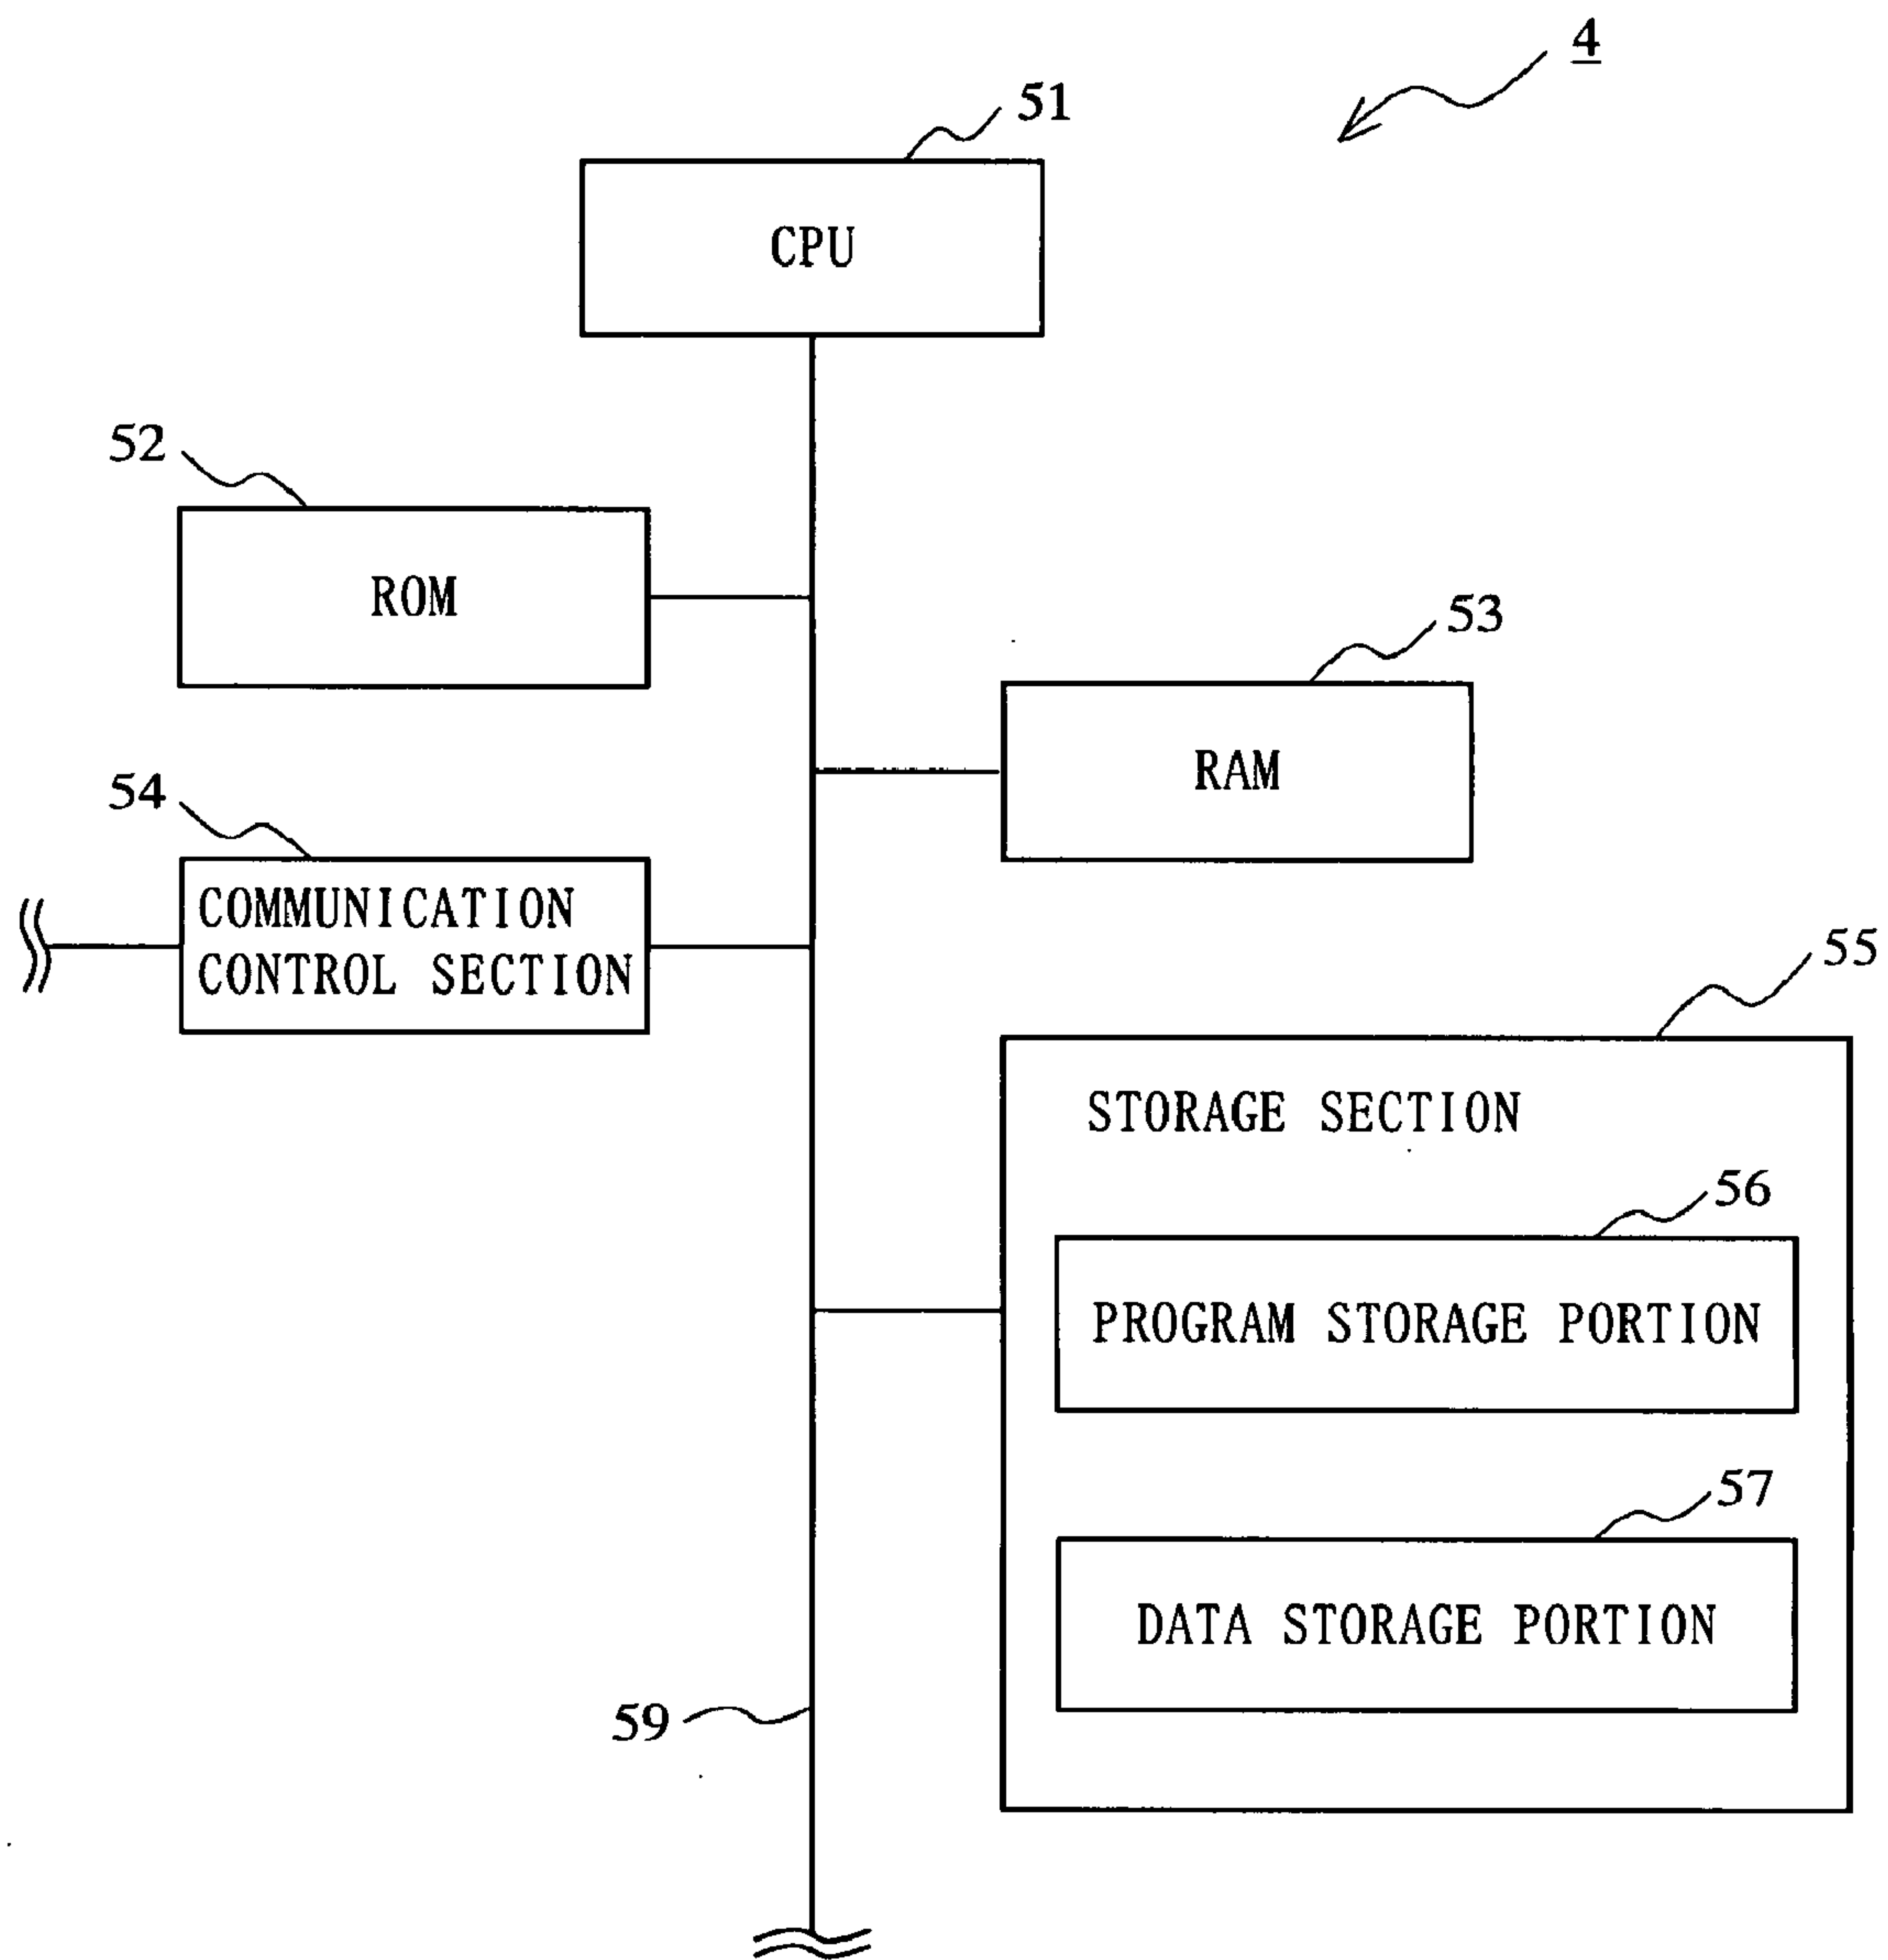 4
51
CPU
52
ROM
53
RAM
54
COMMUNICATION
CONTROL SECTION
55
STORAGE SECTION
56
PROGRAM STORAGE PORTION
57
DATA STORAGE PORTION
59